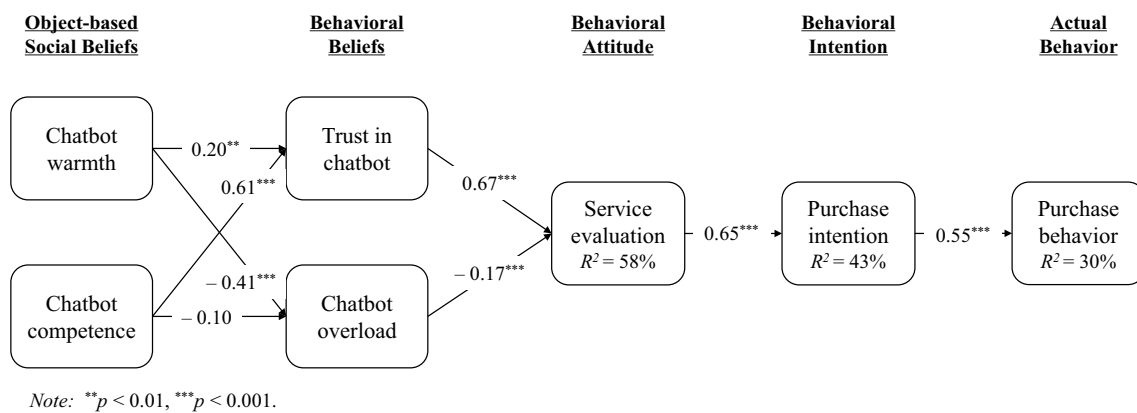 Object-based
Social Beliefs
Behavioral
Beliefs
Behavioral
Attitude
Behavioral
Intention
Actual
Behavior
Chatbot
warmth
Trust in
chatbot
0.20**
0.61***
0.67***
Service
evaluation
R² = 58%
0.65***
Purchase
intention
R² = 43%
0.55***
Purchase
behavior
R² = 30%
– 0.41***
– 0.17***
Chatbot
competence
– 0.10
Chatbot
overload
Note: **p < 0.01, ***p < 0.001.